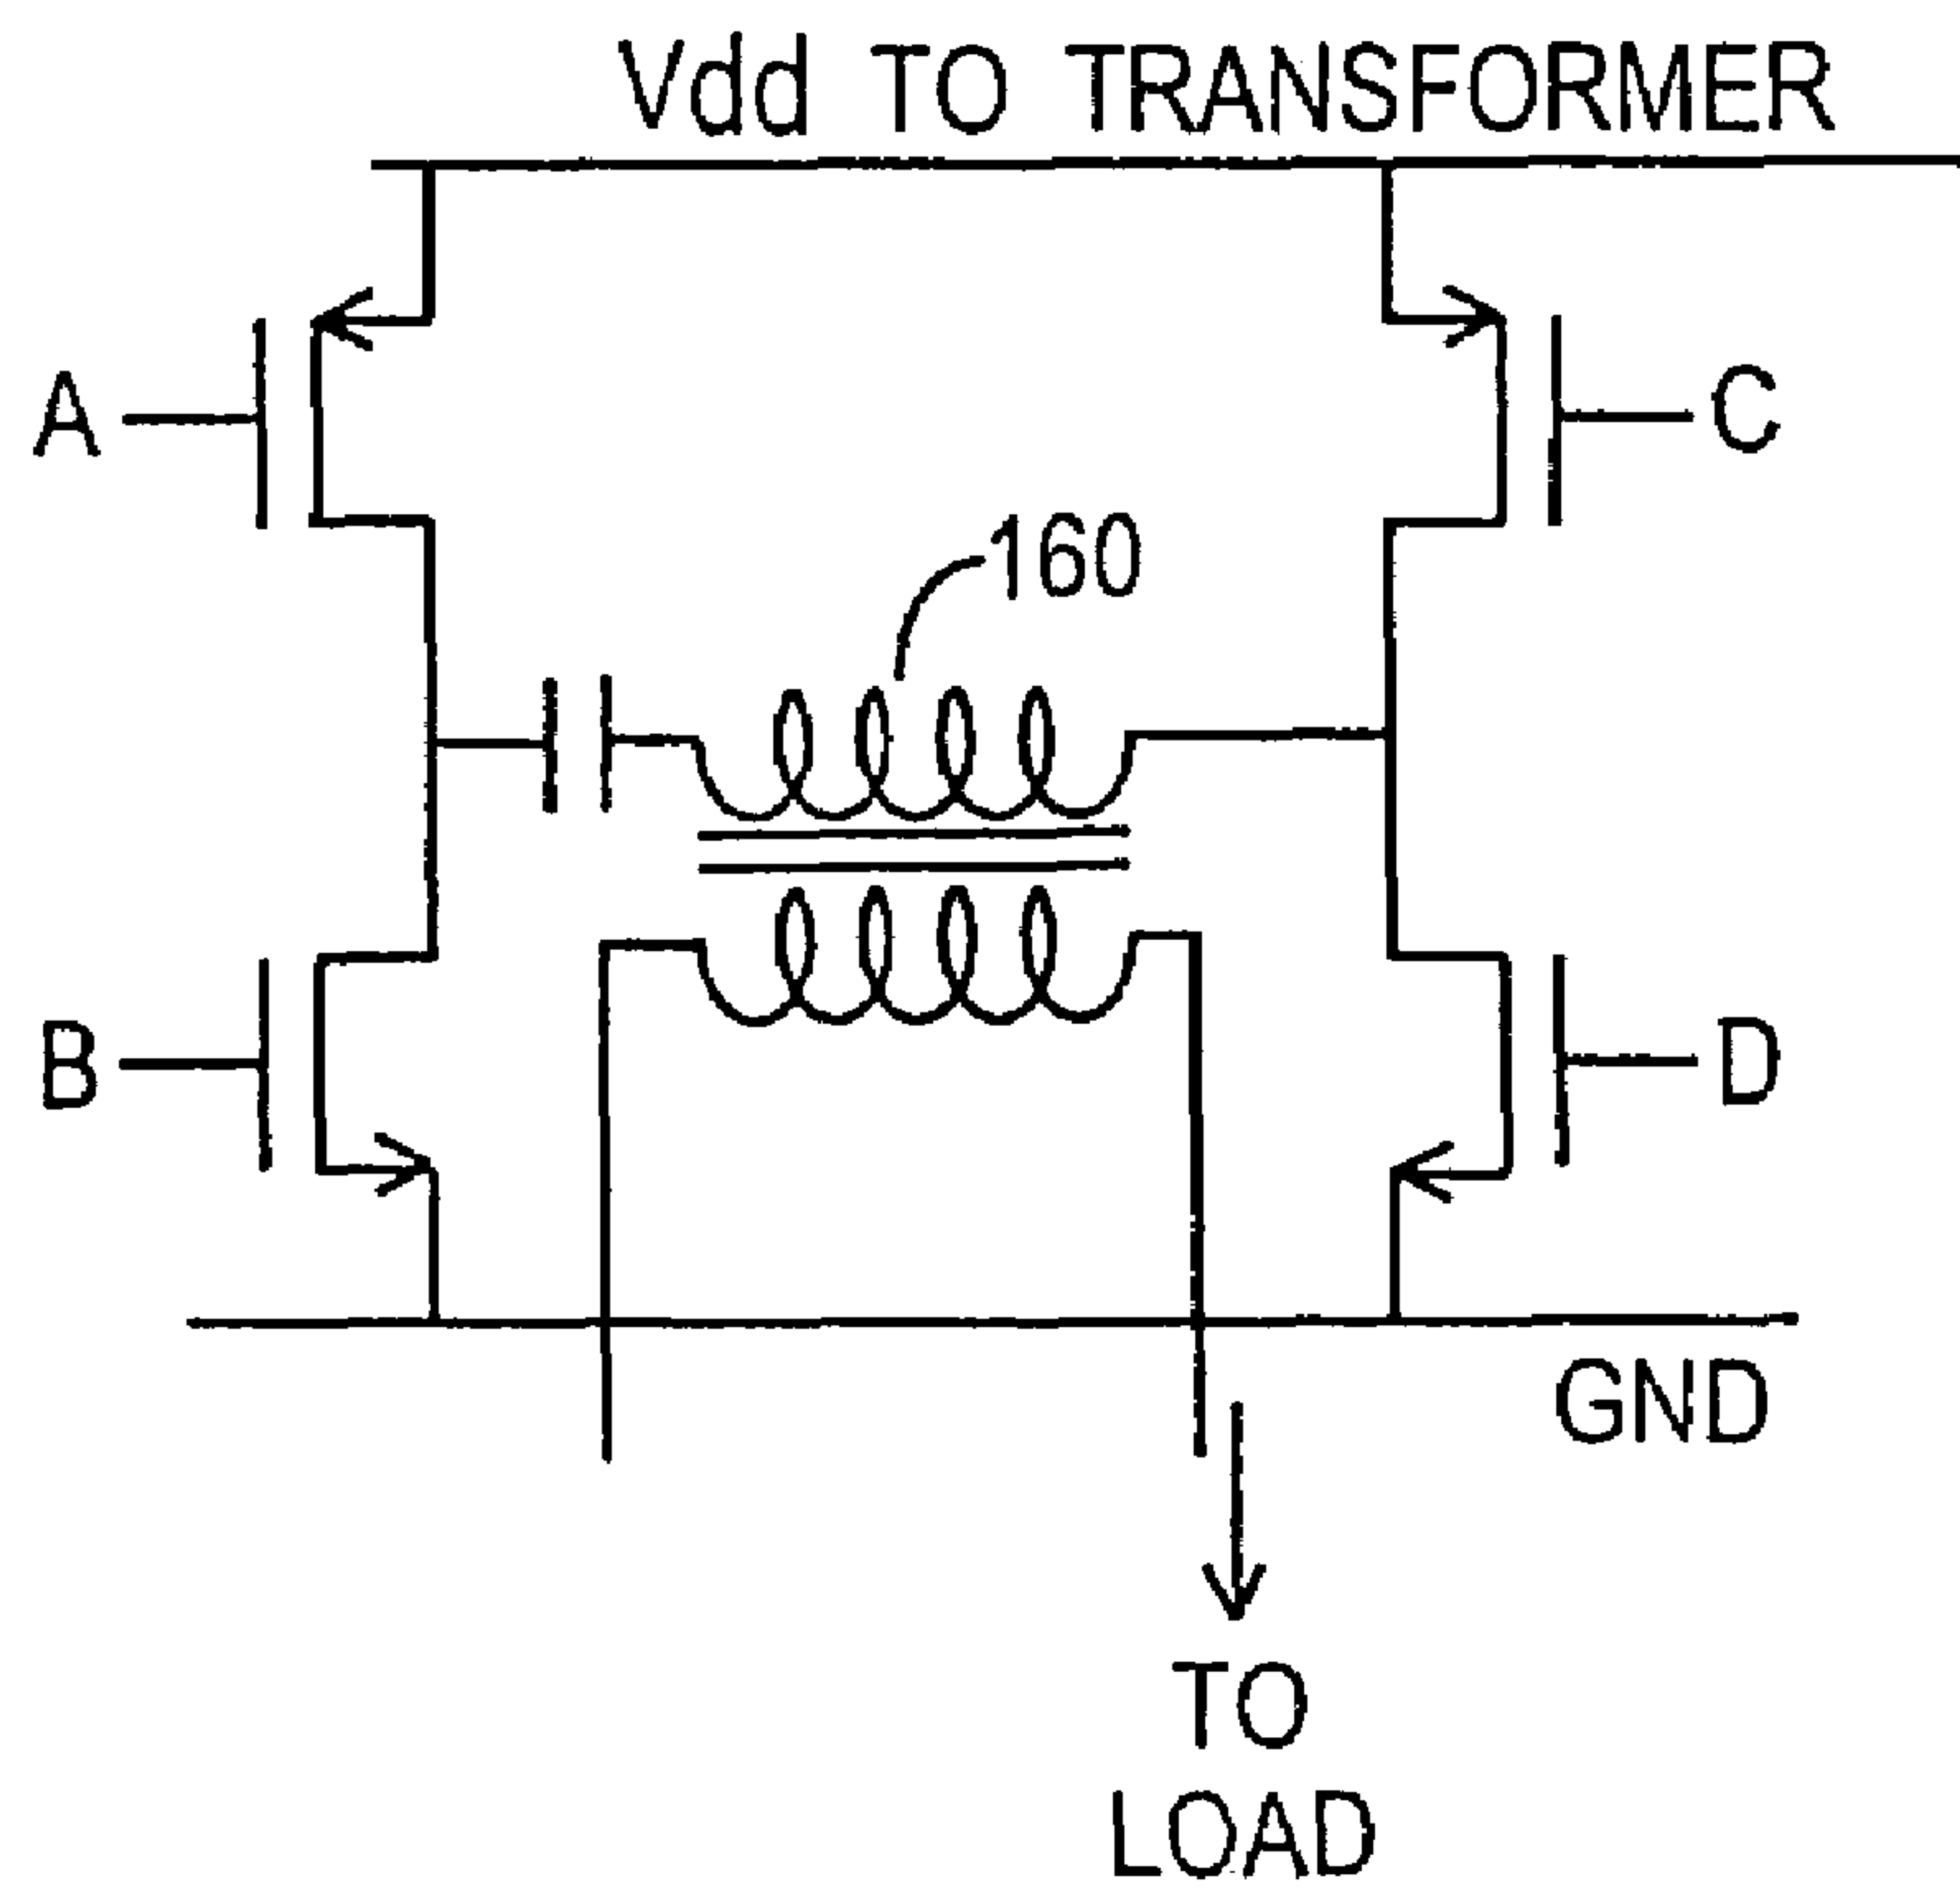 Vdd TO TRANSFORMER
A
C
160
B
D
GND
TO
LOAD